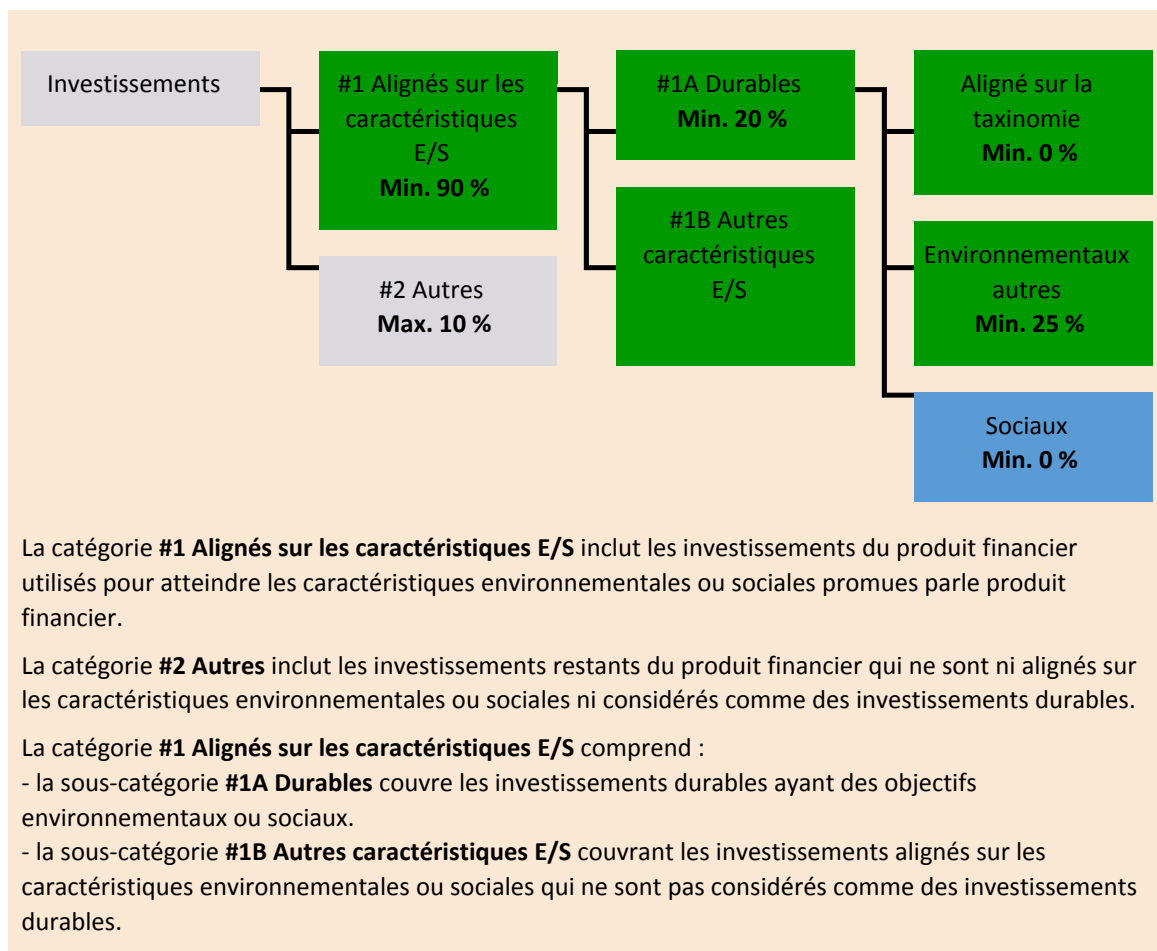 Investissements
#1 Alignés sur les
caractéristiques
E/S
Min. 90 %
#2 Autres
Max. 10 %
#1A Durables
Min. 20 %
#1B Autres
caractéristiques
E/S
Aligné sur la
taxinomie
Min. 0 %
Environnementaux
autres
Min. 25 %
Sociaux
Min. 0 %
La catégorie #1 Alignés sur les caractéristiques E/S inclut les investissements du produit financier
utilisés pour atteindre les caractéristiques environnementales ou sociales promues parle produit
financier.
La catégorie #2 Autres inclut les investissements restants du produit financier qui ne sont ni alignés sur
les caractéristiques environnementales ou sociales ni considérés comme des investissements durables.
La catégorie #1 Alignés sur les caractéristiques E/S comprend :
- la sous-catégorie #1A Durables couvre les investissements durables ayant des objectifs
environnementaux ou sociaux.
- la sous-catégorie #1B Autres caractéristiques E/S couvrant les investissements alignés sur les
caractéristiques environnementales ou sociales qui ne sont pas considérés comme des investissements
durables.